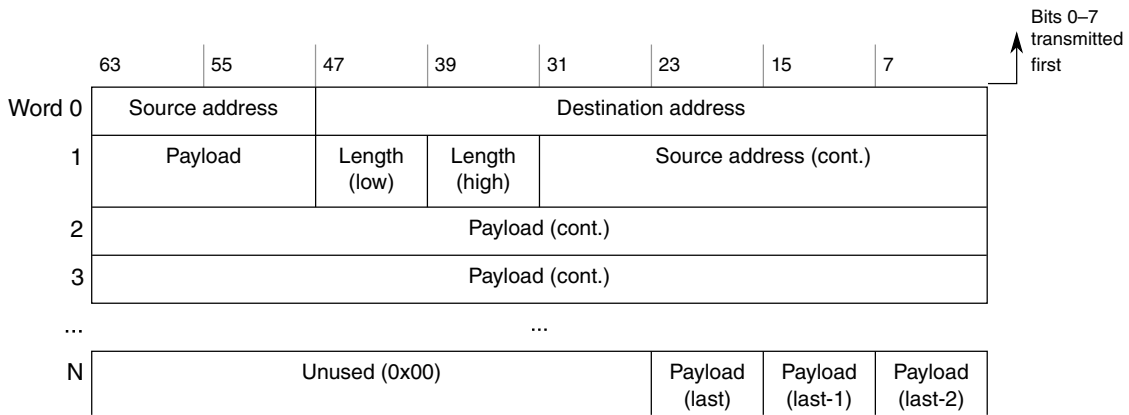 Bits 0–7
transmitted
first
63 55 47 39 31 23 15 7
Word 0 Source address Destination address
1 Payload Length (low) Length (high) Source address (cont.)
2 Payload (cont.)
3 Payload (cont.)
... ...
N Unused (0x00) Payload (last) Payload (last-1) Payload (last-2)